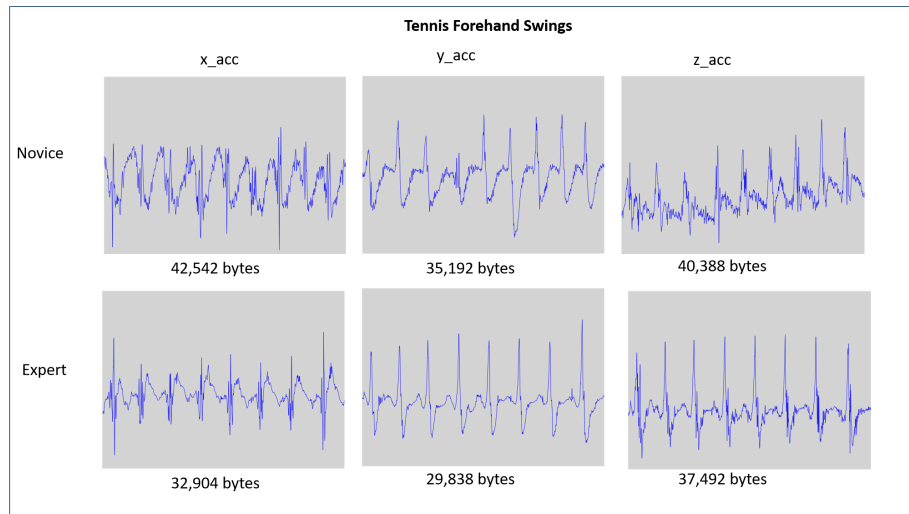 Tennis Forehand Swings
x_acc
y_acc
z_acc
Novice
42,542 bytes
35,192 bytes
40,388 bytes
Expert
32,904 bytes
29,838 bytes
37,492 bytes